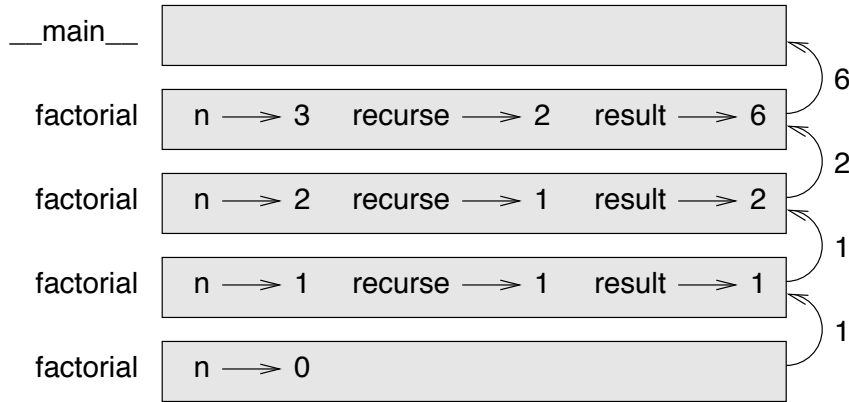 __main__
6
factorial n 3 recurse 2 result 6
2
factorial n 2 recurse 1 result 2
1
factorial n 1 recurse 1 result 1
1
factorial n 0